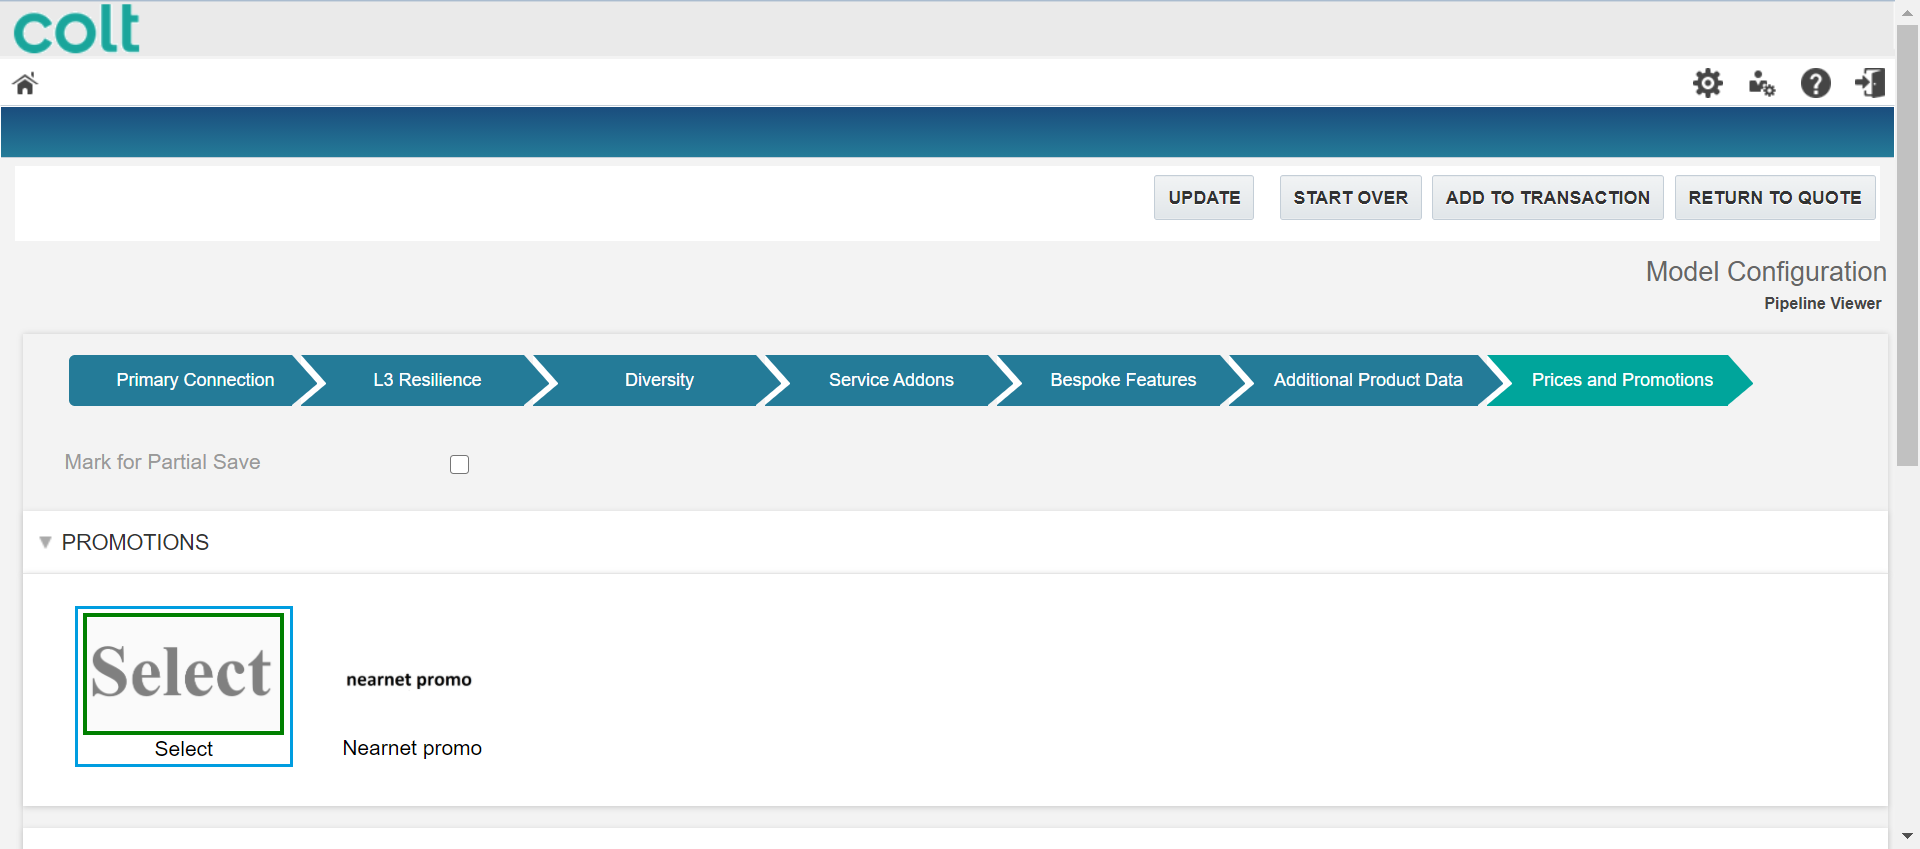 colt
UPDATE START OVER ADD TO TRANSACTION RETURN TO QUOTE
Model Configuration
Pipeline Viewer
Primary Connection L3 Resilience Diversity Service Addons Bespoke Features Additional Product Data Prices and Promotions
Mark for Partial Save
PROMOTIONS
Select nearnet promo
Select Nearnet promo